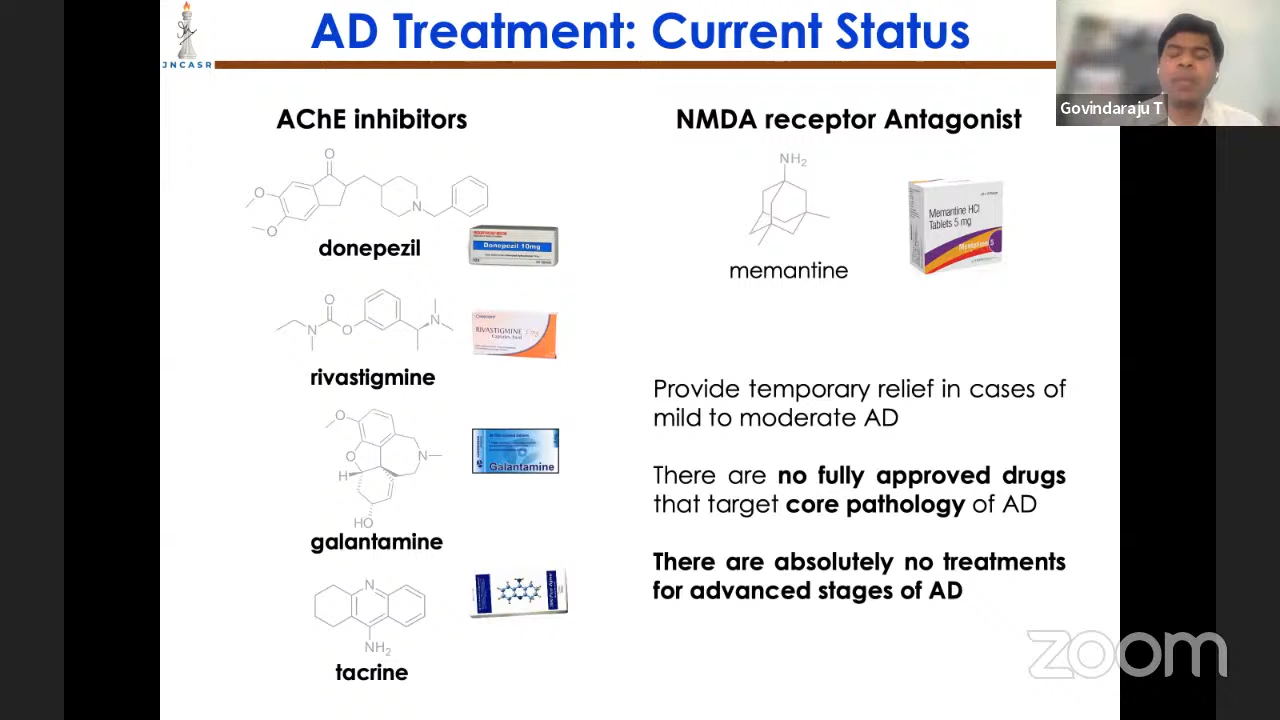 AD Treatment: Current Status
JNCASR
Govindaraju T
AChE inhibitors
NMDA receptor Antagonist
O
O
O
N
donepezil
Donepezil 10mg
NH2
memantine
Memantine HCl
Tablets 5 mg
O
N
O
N
rivastigmine
RIVASTIGMINE
O
O
H
N
HO
galantamine
Galantamine
N
NH2
tacrine
Provide temporary relief in cases of
mild to moderate AD
There are no fully approved drugs
that target core pathology of AD
There are absolutely no treatments
for advanced stages of AD
zoom